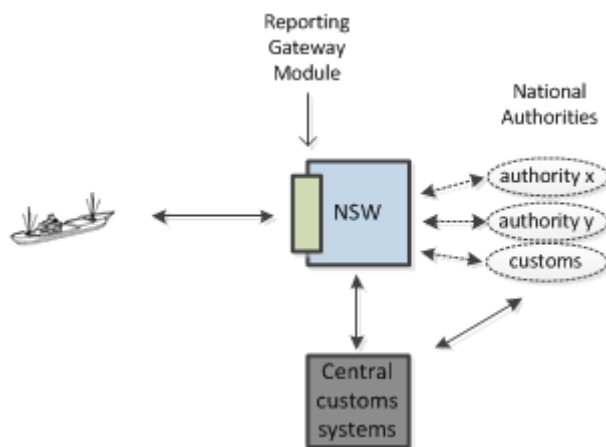 Reporting
Gateway
Module
National
Authorities
authority x
NSW
authority y
customs
Central
customs
systems